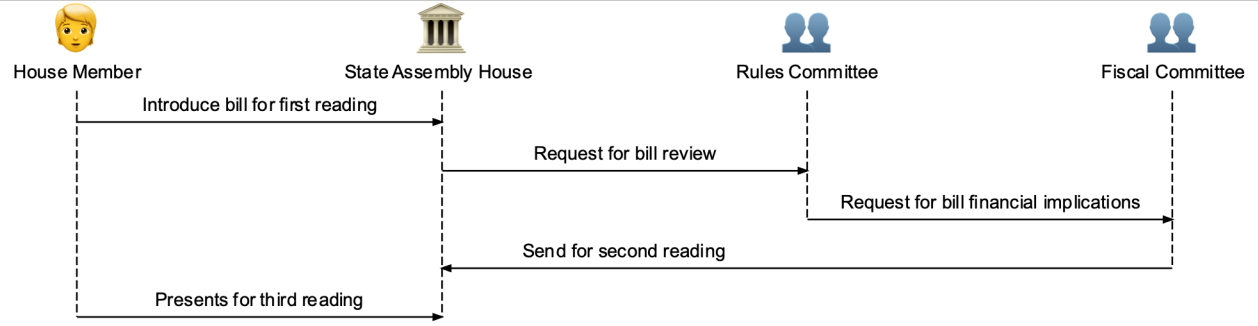 House Member
State Assembly House
Rules Committee
Fiscal Committee
Introduce bill for first reading
Request for bill review
Request for bill financial implications
Send for second reading
Presents for third reading